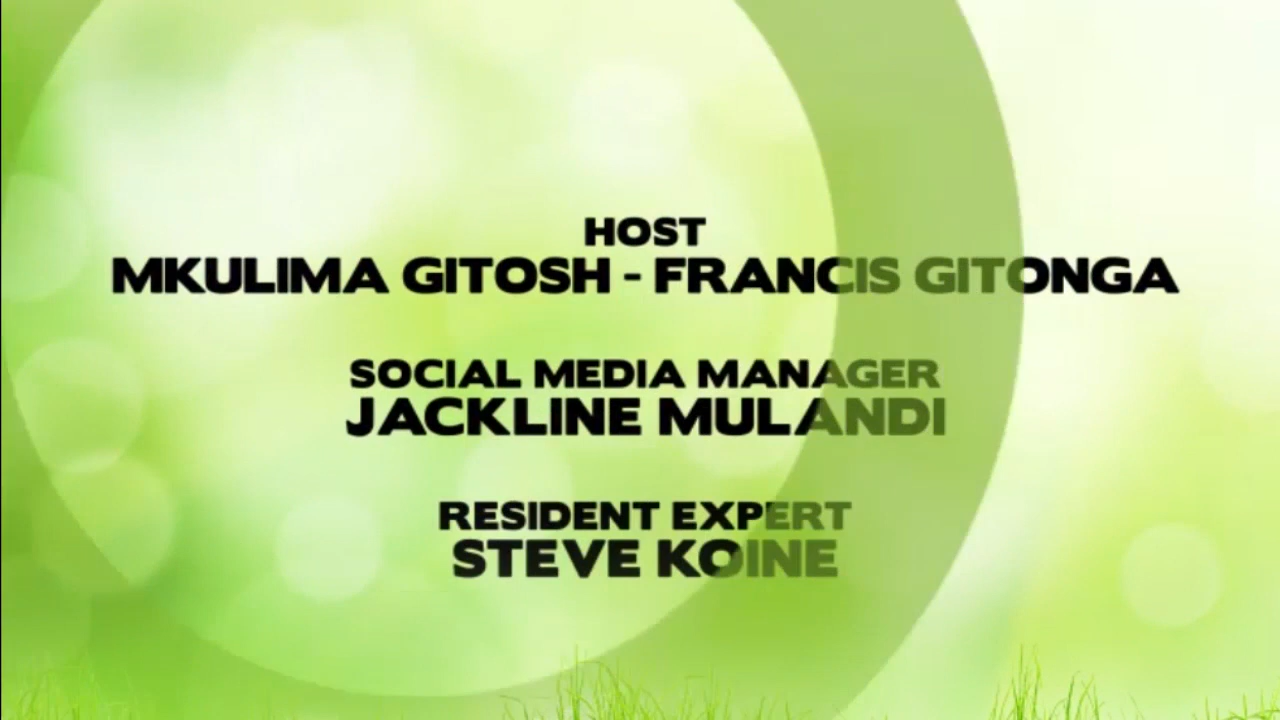 HOST
MKULIMA GITOSH - FRANCIS GITONGA
SOCIAL MEDIA MANAGER
JACKLINE MULANDI
RESIDENT EXPERT
STEVE KOINE